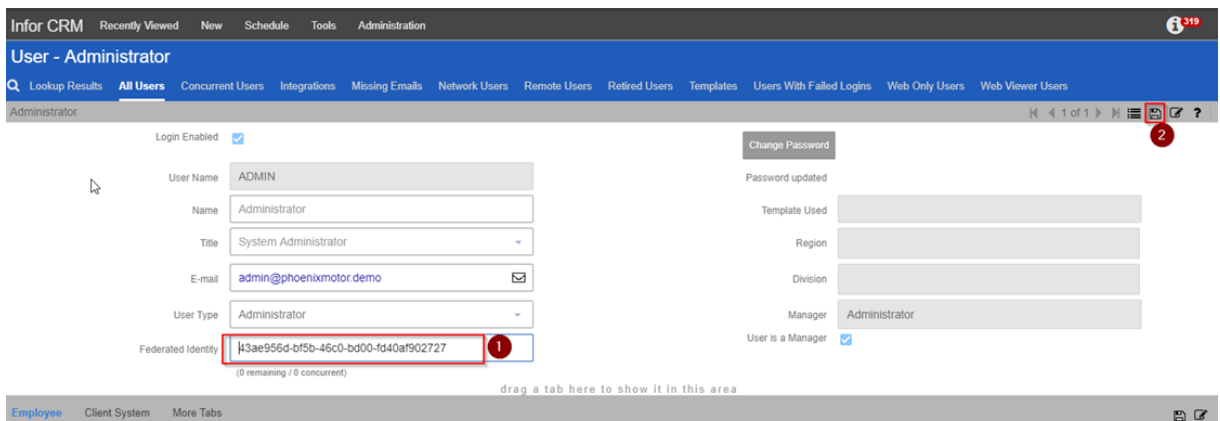 Infor CRM Recently Viewed New Schedule Tools Administration 319
User - Administrator
Lookup Results All Users Concurrent Users Integrations Missing Emails Network Users Remote Users Retired Users Templates Users With Failed Logins Web Only Users Web Viewer Users
Administrator 1 of 1 ?
2
Login Enabled Change Password
User Name ADMIN Password updated
Name Administrator Template Used
Title System Administrator Region
E-mail admin@phoenixmotor.demo Division
User Type Administrator Manager Administrator
Federated Identity 43ae956d-bf5b-46c0-bd00-fd40af902727 1 User is a Manager
(0 remaining / 0 concurrent)
drag a tab here to show it in this area
Employee Client System More Tabs